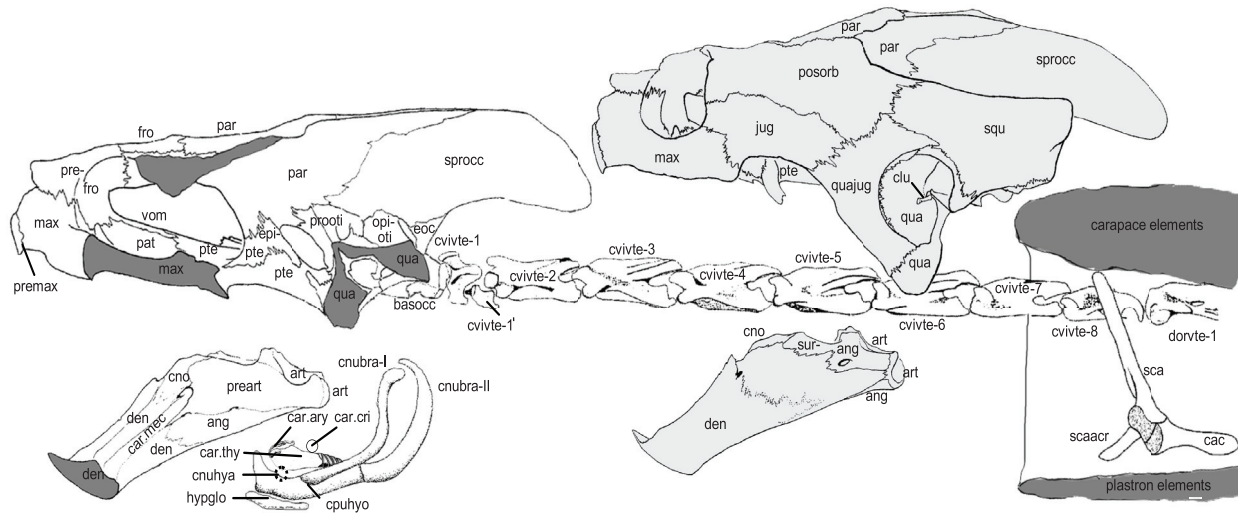 par
par
posorb
sprocc
fro
par
jug
squ
max
pte
clu
quajug
qua
qua
pre-
fro
par
sprocc
max
vom
prooti
opi-
oti
eoc
pat
pte
epi-
pte
pte
max
qua
qua
premax
basocc
cvivte-1
cvivte-1'
cvivte-2
cvivte-3
cvivte-4
cvivte-5
cvivte-6
cvivte-7
cvivte-8
dorvte-1
carapace elements
sca
scaacr
cac
plastron elements
cno
preart
art
art
den
car.mec
ang
den
den
cnubra-I
cnubra-II
car.ary
car.cri
car.thy
cnuhya
hypglo
cpuhyo
cno
sur-
ang
art
art
ang
den